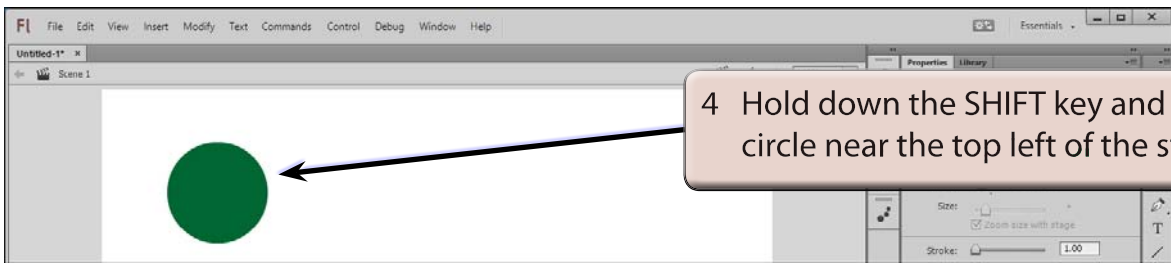 Fl File Edit View Insert Modify Text Commands Control Debug Window Help Essentials
Untitled-1* ×
Scene 1
Properties Library
4 Hold down the SHIFT key and
circle near the top left of the
Size:
Zoom size with stage
Stroke: 1.00
T